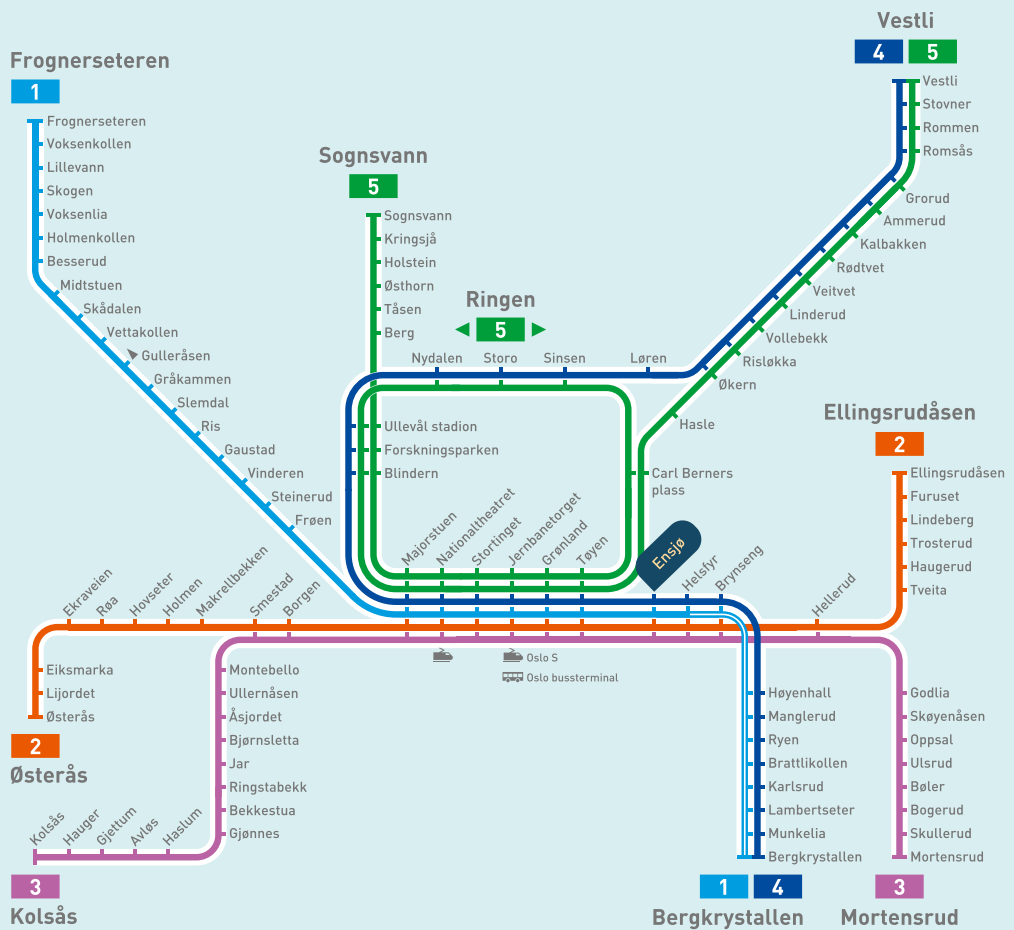 Vestli
4 5
Frognerseteren
1
Vestli
Stovner
Rommen
Romsås
Grorud
Ammerud
Kalbakken
Rødtvet
Veitvet
Linderud
Vollebekk
Risløkka
Økern
Hasle
Carl Berners
plass
Frognerseteren
Voksenkollen
Lillevann
Skogen
Voksenlia
Holmenkollen
Besserud
Midtstuen
Skådalen
Vettakollen
Gulleråsen
Gråkammen
Slemdal
Ris
Gaustad
Vinderen
Steinerud
Frøen
Sognsvann
5
Sognsvann
Kringsjå
Holstein
Østhorn
Tåsen
Berg
Ringen
5
Nydalen
Storo
Sinsen
Løren
Ullevål stadion
Forskningsparken
Blindern
Majorstuen
Nationaltheatret
Stortinget
Jernbanetorget
Grønland
Tøyen
Ensjø
Helsfyr
Brynseng
Hellerud
Ellingsrudåsen
2
Ellingsrudåsen
Furuset
Lindeberg
Trosterud
Haugerud
Tveita
Ekraveien
Røa
Hovseter
Holmen
Makrellbekken
Smestad
Borgen
Oslo S
Oslo bussterminal
Eiksmarka
Lijordet
Østerås
2
Østerås
Montebello
Ullernåsen
Åsjordet
Bjørnsletta
Jar
Ringstabekk
Bekkestua
Gjønnes
Kolsås
Hauger
Gjettum
Avløs
Haslum
3
Kolsås
Høyenhall
Manglerud
Ryen
Brattlikollen
Karlsrud
Lambertseter
Munkelia
Bergkrystallen
1 4
Bergkrystallen
Godlia
Skøyenåsen
Oppsal
Ulsrud
Bøler
Bogerud
Skullerud
Mortensrud
3
Mortensrud